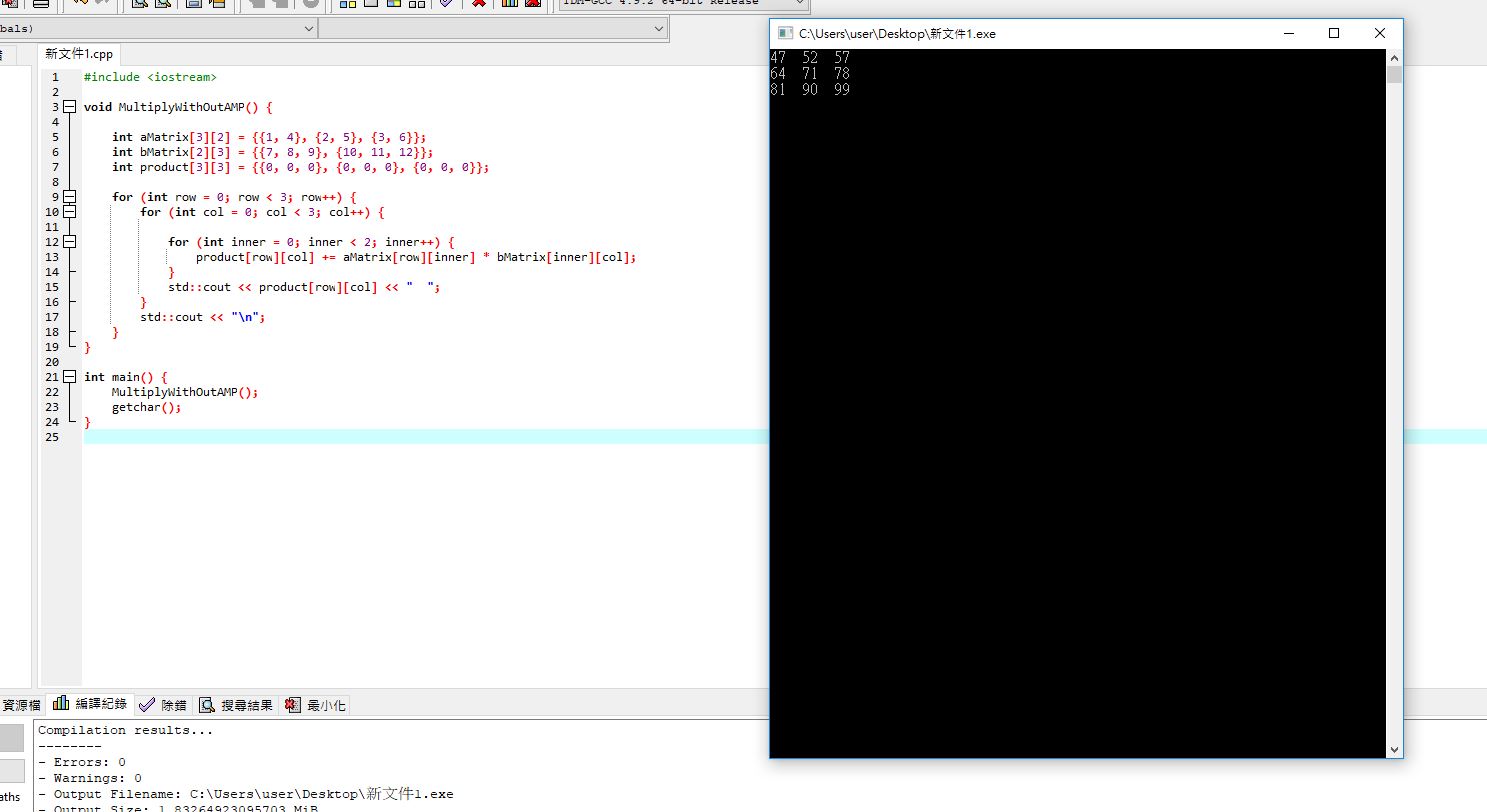 TDM-GCC 4.9.2 64-bit Release
bals)
新文件1.cpp
1 #include <iostream>
2
3 void MultiplyWithOutAMP() {
4
5 int aMatrix[3][2] = {{1, 4}, {2, 5}, {3, 6}};
6 int bMatrix[2][3] = {{7, 8, 9}, {10, 11, 12}};
7 int product[3][3] = {{0, 0, 0}, {0, 0, 0}, {0, 0, 0}};
8
9 for (int row = 0; row < 3; row++) {
10 for (int col = 0; col < 3; col++) {
11
12 for (int inner = 0; inner < 2; inner++) {
13 product[row][col] += aMatrix[row][inner] * bMatrix[inner][col];
14 }
15 std::cout << product[row][col] << "  ";
16 }
17 std::cout << "\n";
18 }
19 }
20
21 int main() {
22 MultiplyWithOutAMP();
23 getchar();
24 }
25
C:\Users\user\Desktop\新文件1.exe
47  52  57
64  71  78
81  90  99
資源檔 編譯紀錄 除錯 搜尋結果 最小化
Compilation results...
--------
- Errors: 0
- Warnings: 0
- Output Filename: C:\Users\user\Desktop\新文件1.exe
- Output Size: 1.83264923095703 MiB
aths